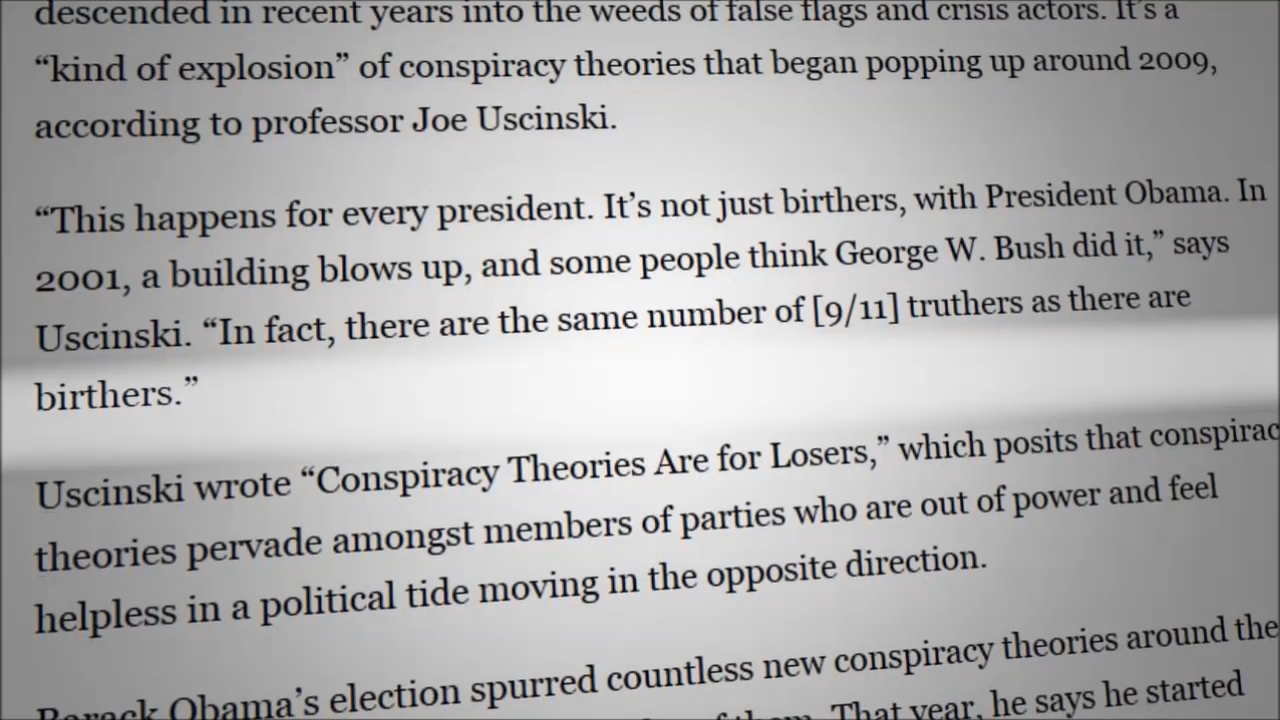 descended in recent years into the weeds of false flags and crisis actors. It's a
“kind of explosion” of conspiracy theories that began popping up around 2009,
according to professor Joe Uscinski.
“This happens for every president. It’s not just birthers, with President Obama. In
2001, a building blows up, and some people think George W. Bush did it,” says
Uscinski. “In fact, there are the same number of [9/11] truthers as there are
birthers.”
Uscinski wrote “Conspiracy Theories Are for Losers,” which posits that conspirac
theories pervade amongst members of parties who are out of power and feel
helpless in a political tide moving in the opposite direction.
Barack Obama’s election spurred countless new conspiracy theories around the
of them. That year, he says he started